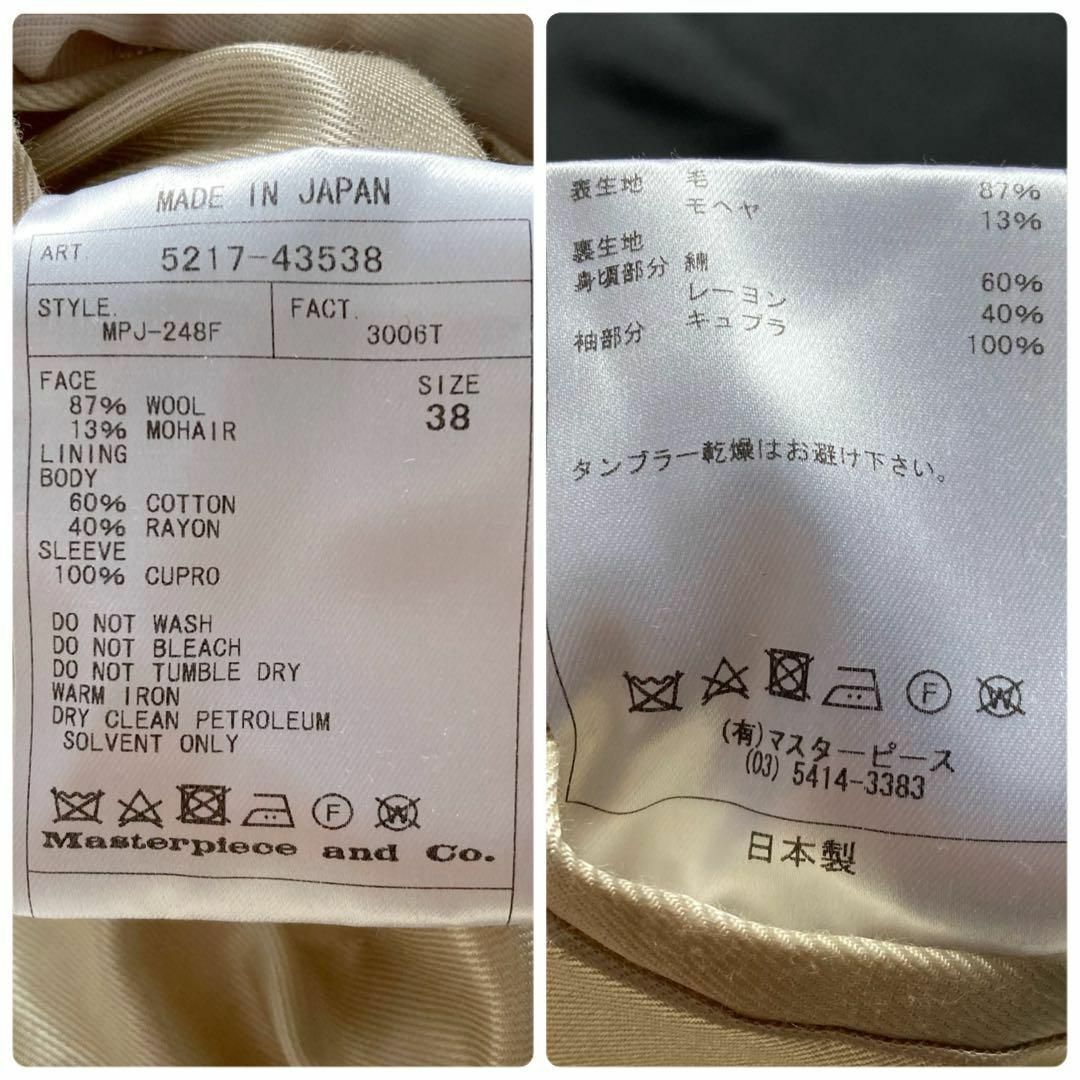 MADE IN JAPAN
ART. 5217-43538
STYLE. FACT.
MPJ-248F 3006T
FACE SIZE
87% WOOL 38
13% MOHAIR
LINING
BODY
60% COTTON
40% RAYON
SLEEVE
100% CUPRO
DO NOT WASH
DO NOT BLEACH
DO NOT TUMBLE DRY
WARM IRON
DRY CLEAN PETROLEUM
SOLVENT ONLY
F W
Masterpiece and Co.
表生地 毛 87%
モヘヤ 13%
裏生地
身頃部分 綿 60%
レーヨン 40%
袖部分 キュプラ 100%
タンブラー乾燥はお避け下さい。
F W
(有)マスターピース
(03) 5414-3383
日本製